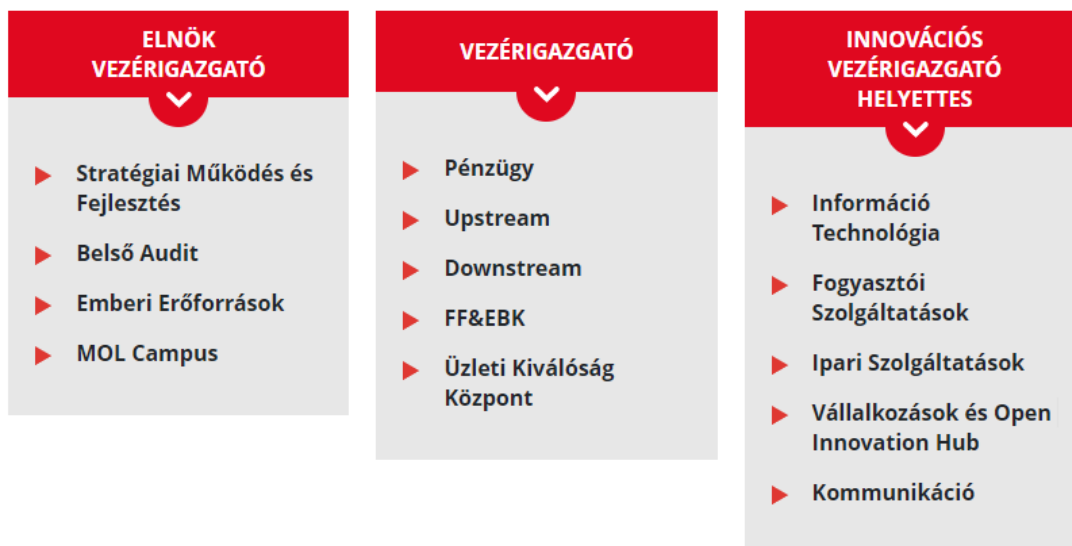 ELNÖK
VEZÉRIGAZGATÓ
Stratégiai Működés és
Fejlesztés
Belső Audit
Emberi Erőforrások
MOL Campus
VEZÉRIGAZGATÓ
Pénzügy
Upstream
Downstream
FF&EBK
Üzleti Kiválóság
Központ
INNOVÁCIÓS
VEZÉRIGAZGATÓ
HELYETTES
Információ
Technológia
Fogyasztói
Szolgáltatások
Ipari Szolgáltatások
Vállalkozások és Open
Innovation Hub
Kommunikáció